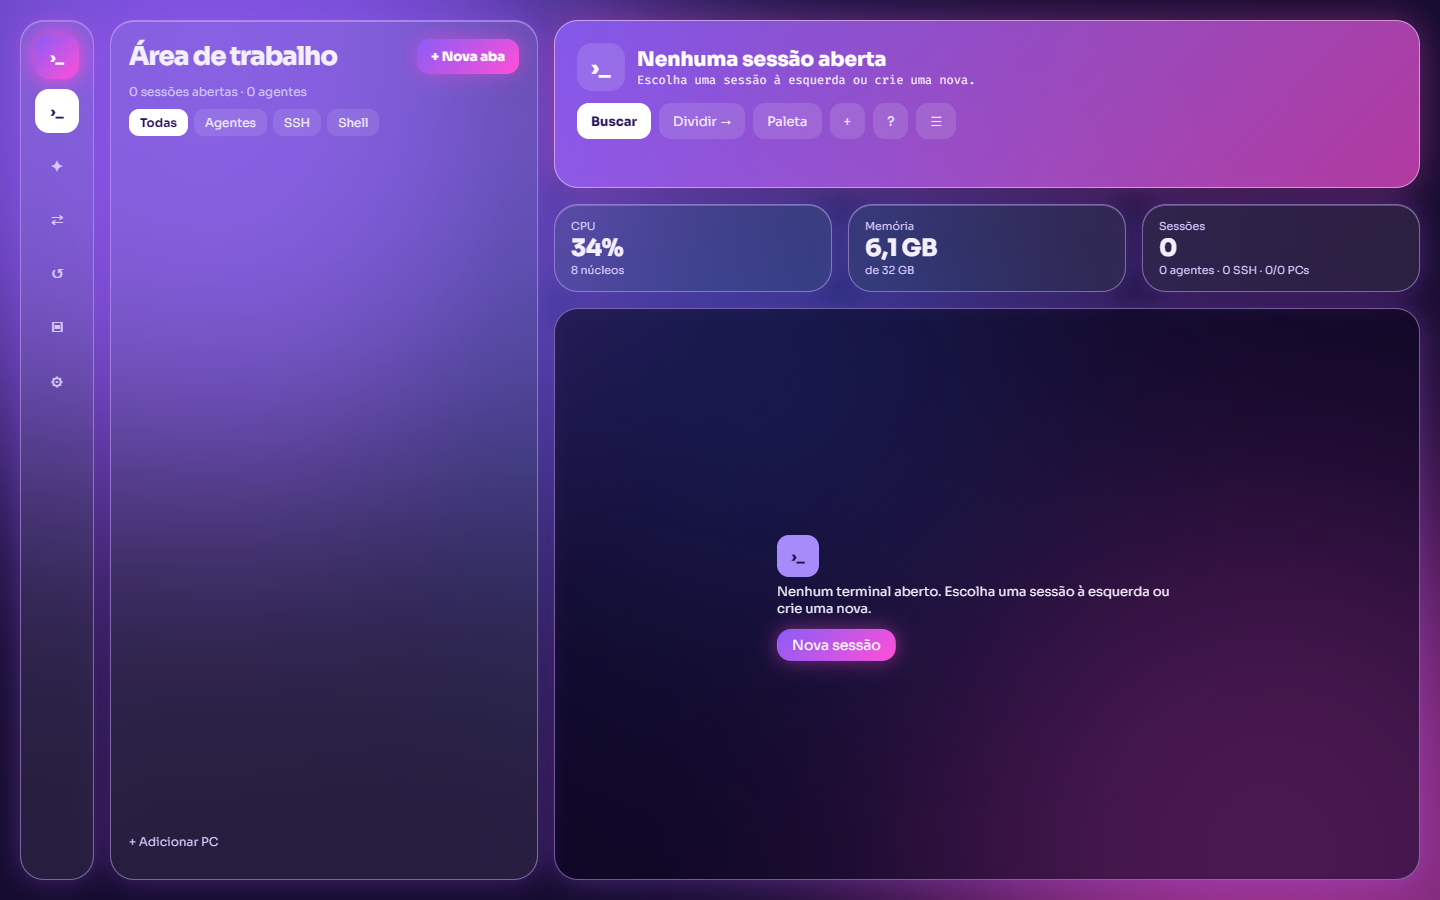 ›_
›_
✦
⇄
↺
⚙
Área de trabalho
+ Nova aba
0 sessões abertas · 0 agentes
Todas
Agentes
SSH
Shell
+ Adicionar PC
›_
Nenhuma sessão aberta
Escolha uma sessão à esquerda ou crie uma nova.
Buscar
Dividir →
Paleta
+
?
☰
CPU
34%
8 núcleos
Memória
6,1 GB
de 32 GB
Sessões
0
0 agentes · 0 SSH · 0/0 PCs
›_
Nenhum terminal aberto. Escolha uma sessão à esquerda ou
crie uma nova.
Nova sessão